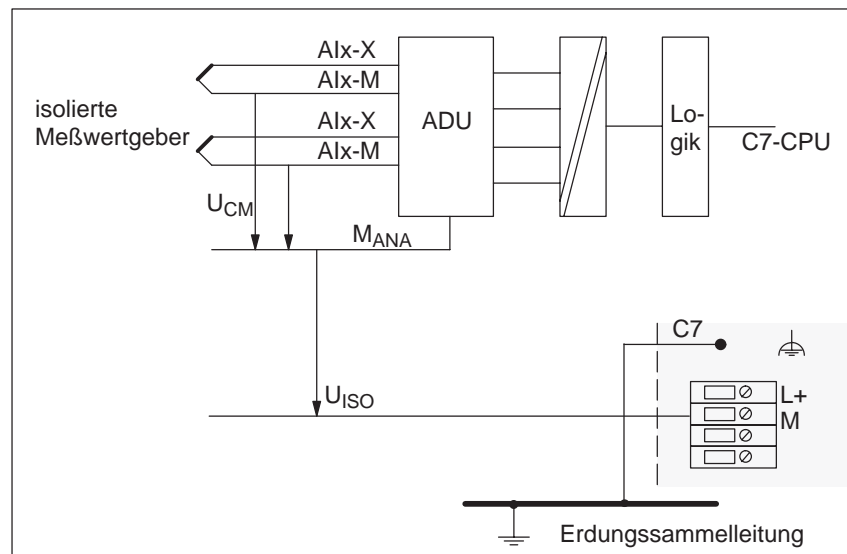 AIx-X
AIx-M
isolierte
Meßwertgeber
AIx-X
AIx-M
ADU
Lo-
gik
C7-CPU
UCM
MANA
C7
UISO
L+
M
Erdungssammelleitung